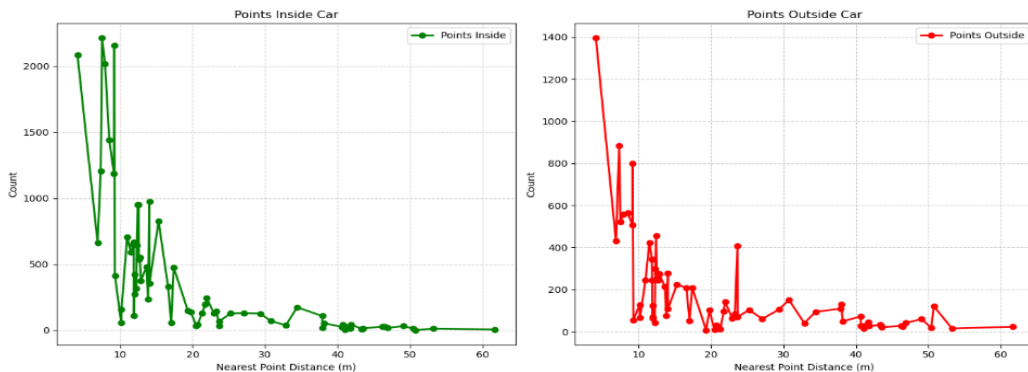 Points Inside Car
Points Inside
2000
1500
1000
500
0
Count
10 20 30 40 50 60
Nearest Point Distance (m)
Points Outside Car
Points Outside
1400
1200
1000
800
600
400
200
0
Count
10 20 30 40 50 60
Nearest Point Distance (m)